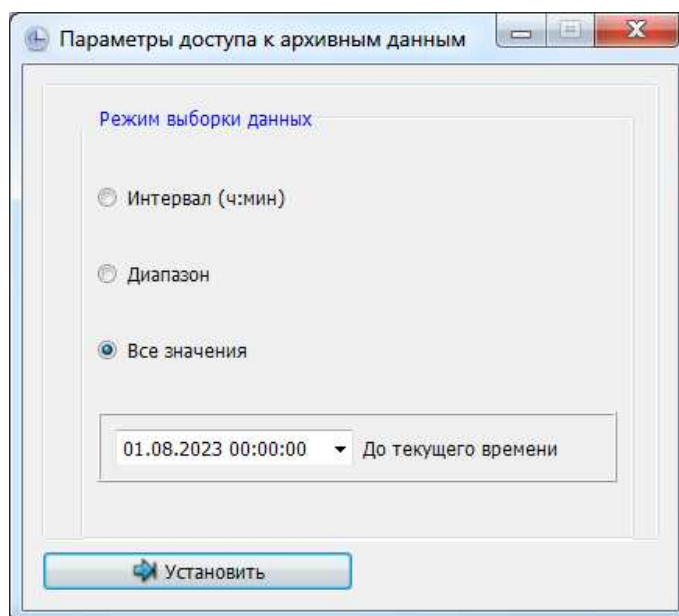 Параметры доступа к архивным данным
Режим выборки данных
Интервал (ч:мин)
Диапазон
Все значения
01.08.2023 00:00:00 До текущего времени
Установить